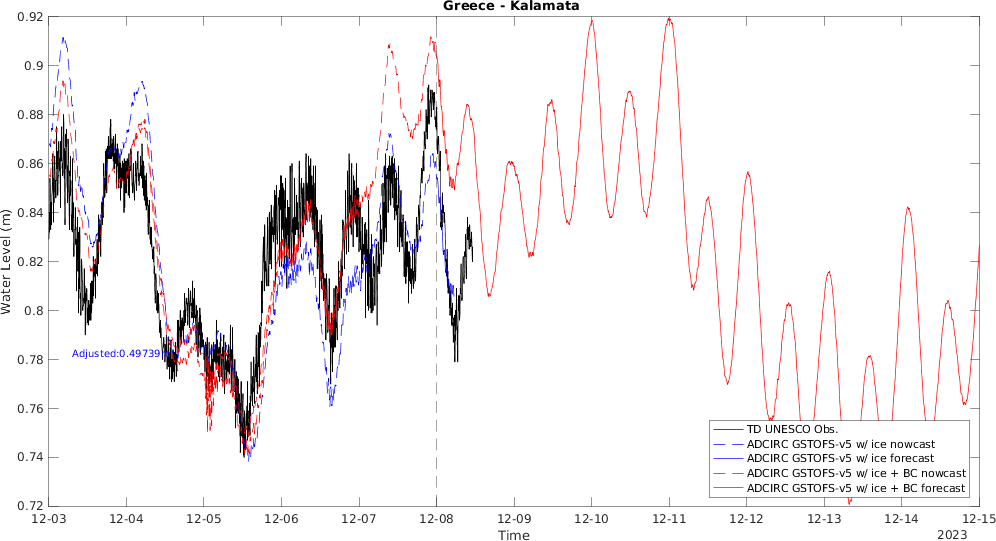 Greece - Kalamata
0.92
0.9
0.88
0.86
0.84
0.82
0.8
0.78
0.76
0.74
0.72
Water Level (m)
Adjusted:0.49739
TD UNESCO Obs.
ADCIRC GSTOFS-v5 w/ ice nowcast
ADCIRC GSTOFS-v5 w/ ice forecast
ADCIRC GSTOFS-v5 w/ ice + BC nowcast
ADCIRC GSTOFS-v5 w/ ice + BC forecast
12-03 12-04 12-05 12-06 12-07 12-08 12-09 12-10 12-11 12-12 12-13 12-14 12-15
Time
2023